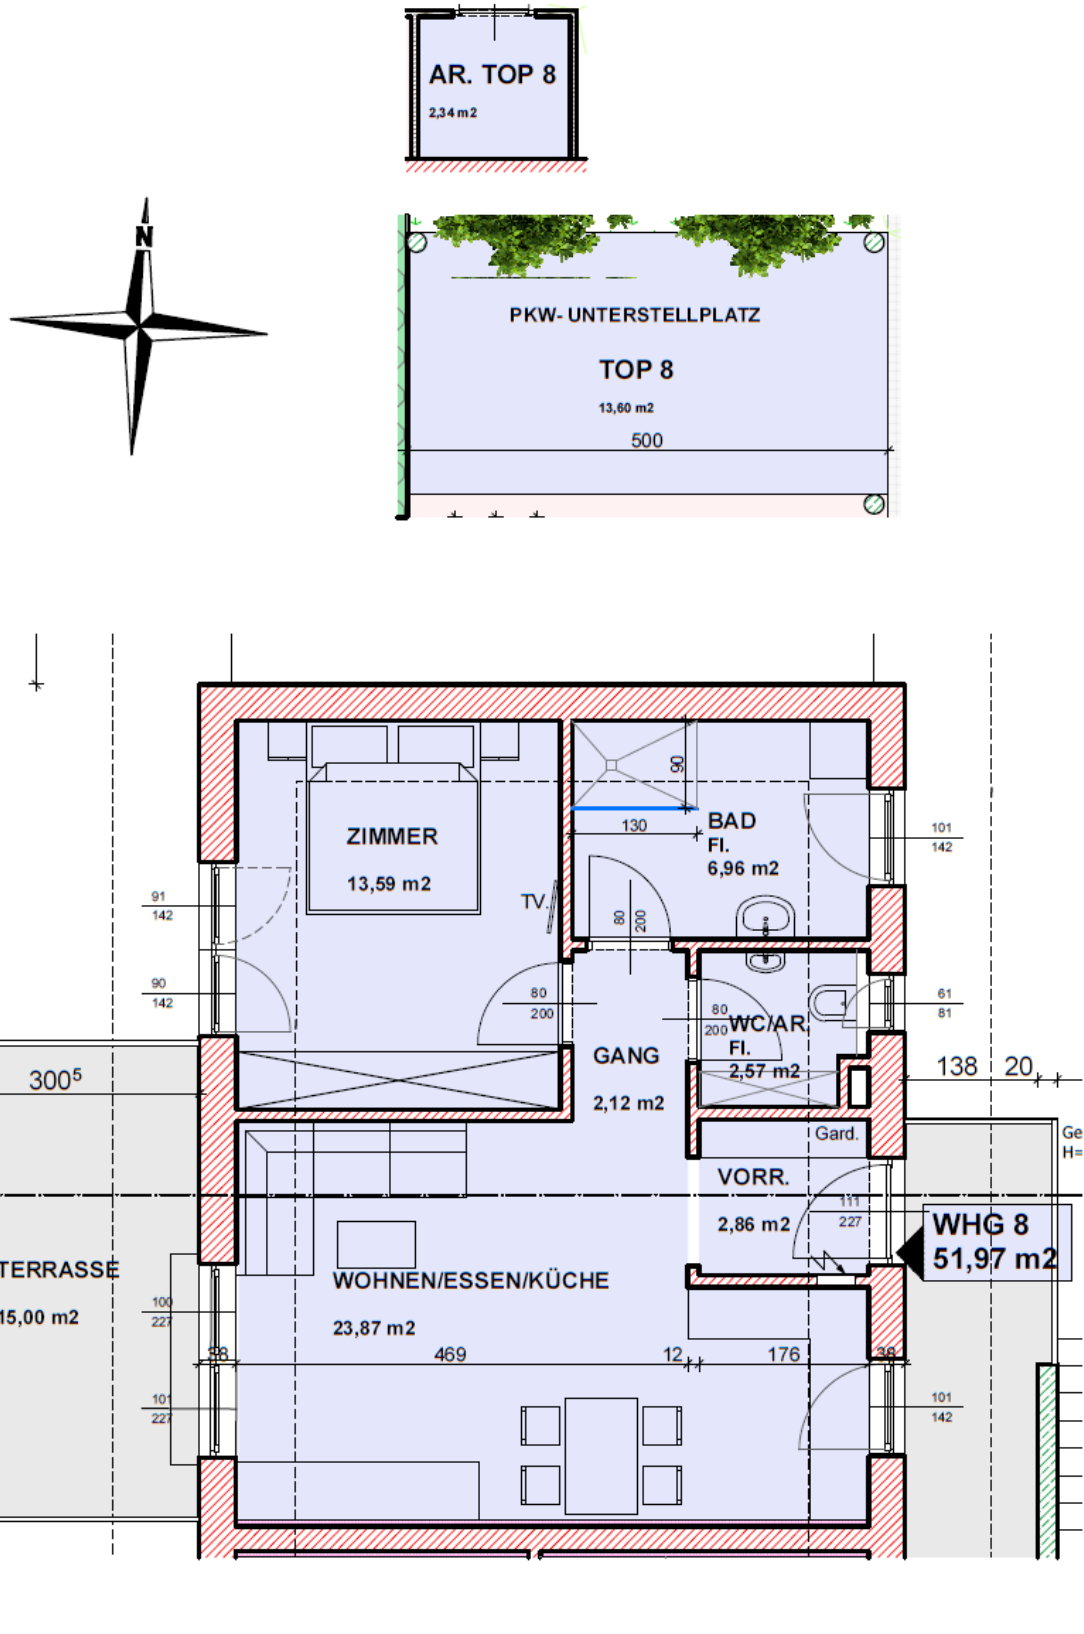 AR. TOP 8
2,34 m2
N
PKW- UNTERSTELLPLATZ
TOP 8
13,60 m2
500
90
130
BAD
Fl.
6,96 m2
101
142
ZIMMER
13,59 m2
TV.
91
142
80
200
90
142
80
200
80
200
WC/AR.
Fl.
2,57 m2
61
81
GANG
2,12 m2
300⁵
138
20
Gard.
Ge
H=
VORR.
2,86 m2
111
227
WHG 8
51,97 m2
TERRASSE
15,00 m2
WOHNEN/ESSEN/KÜCHE
23,87 m2
100
227
38
469
12
176
38
101
227
101
142